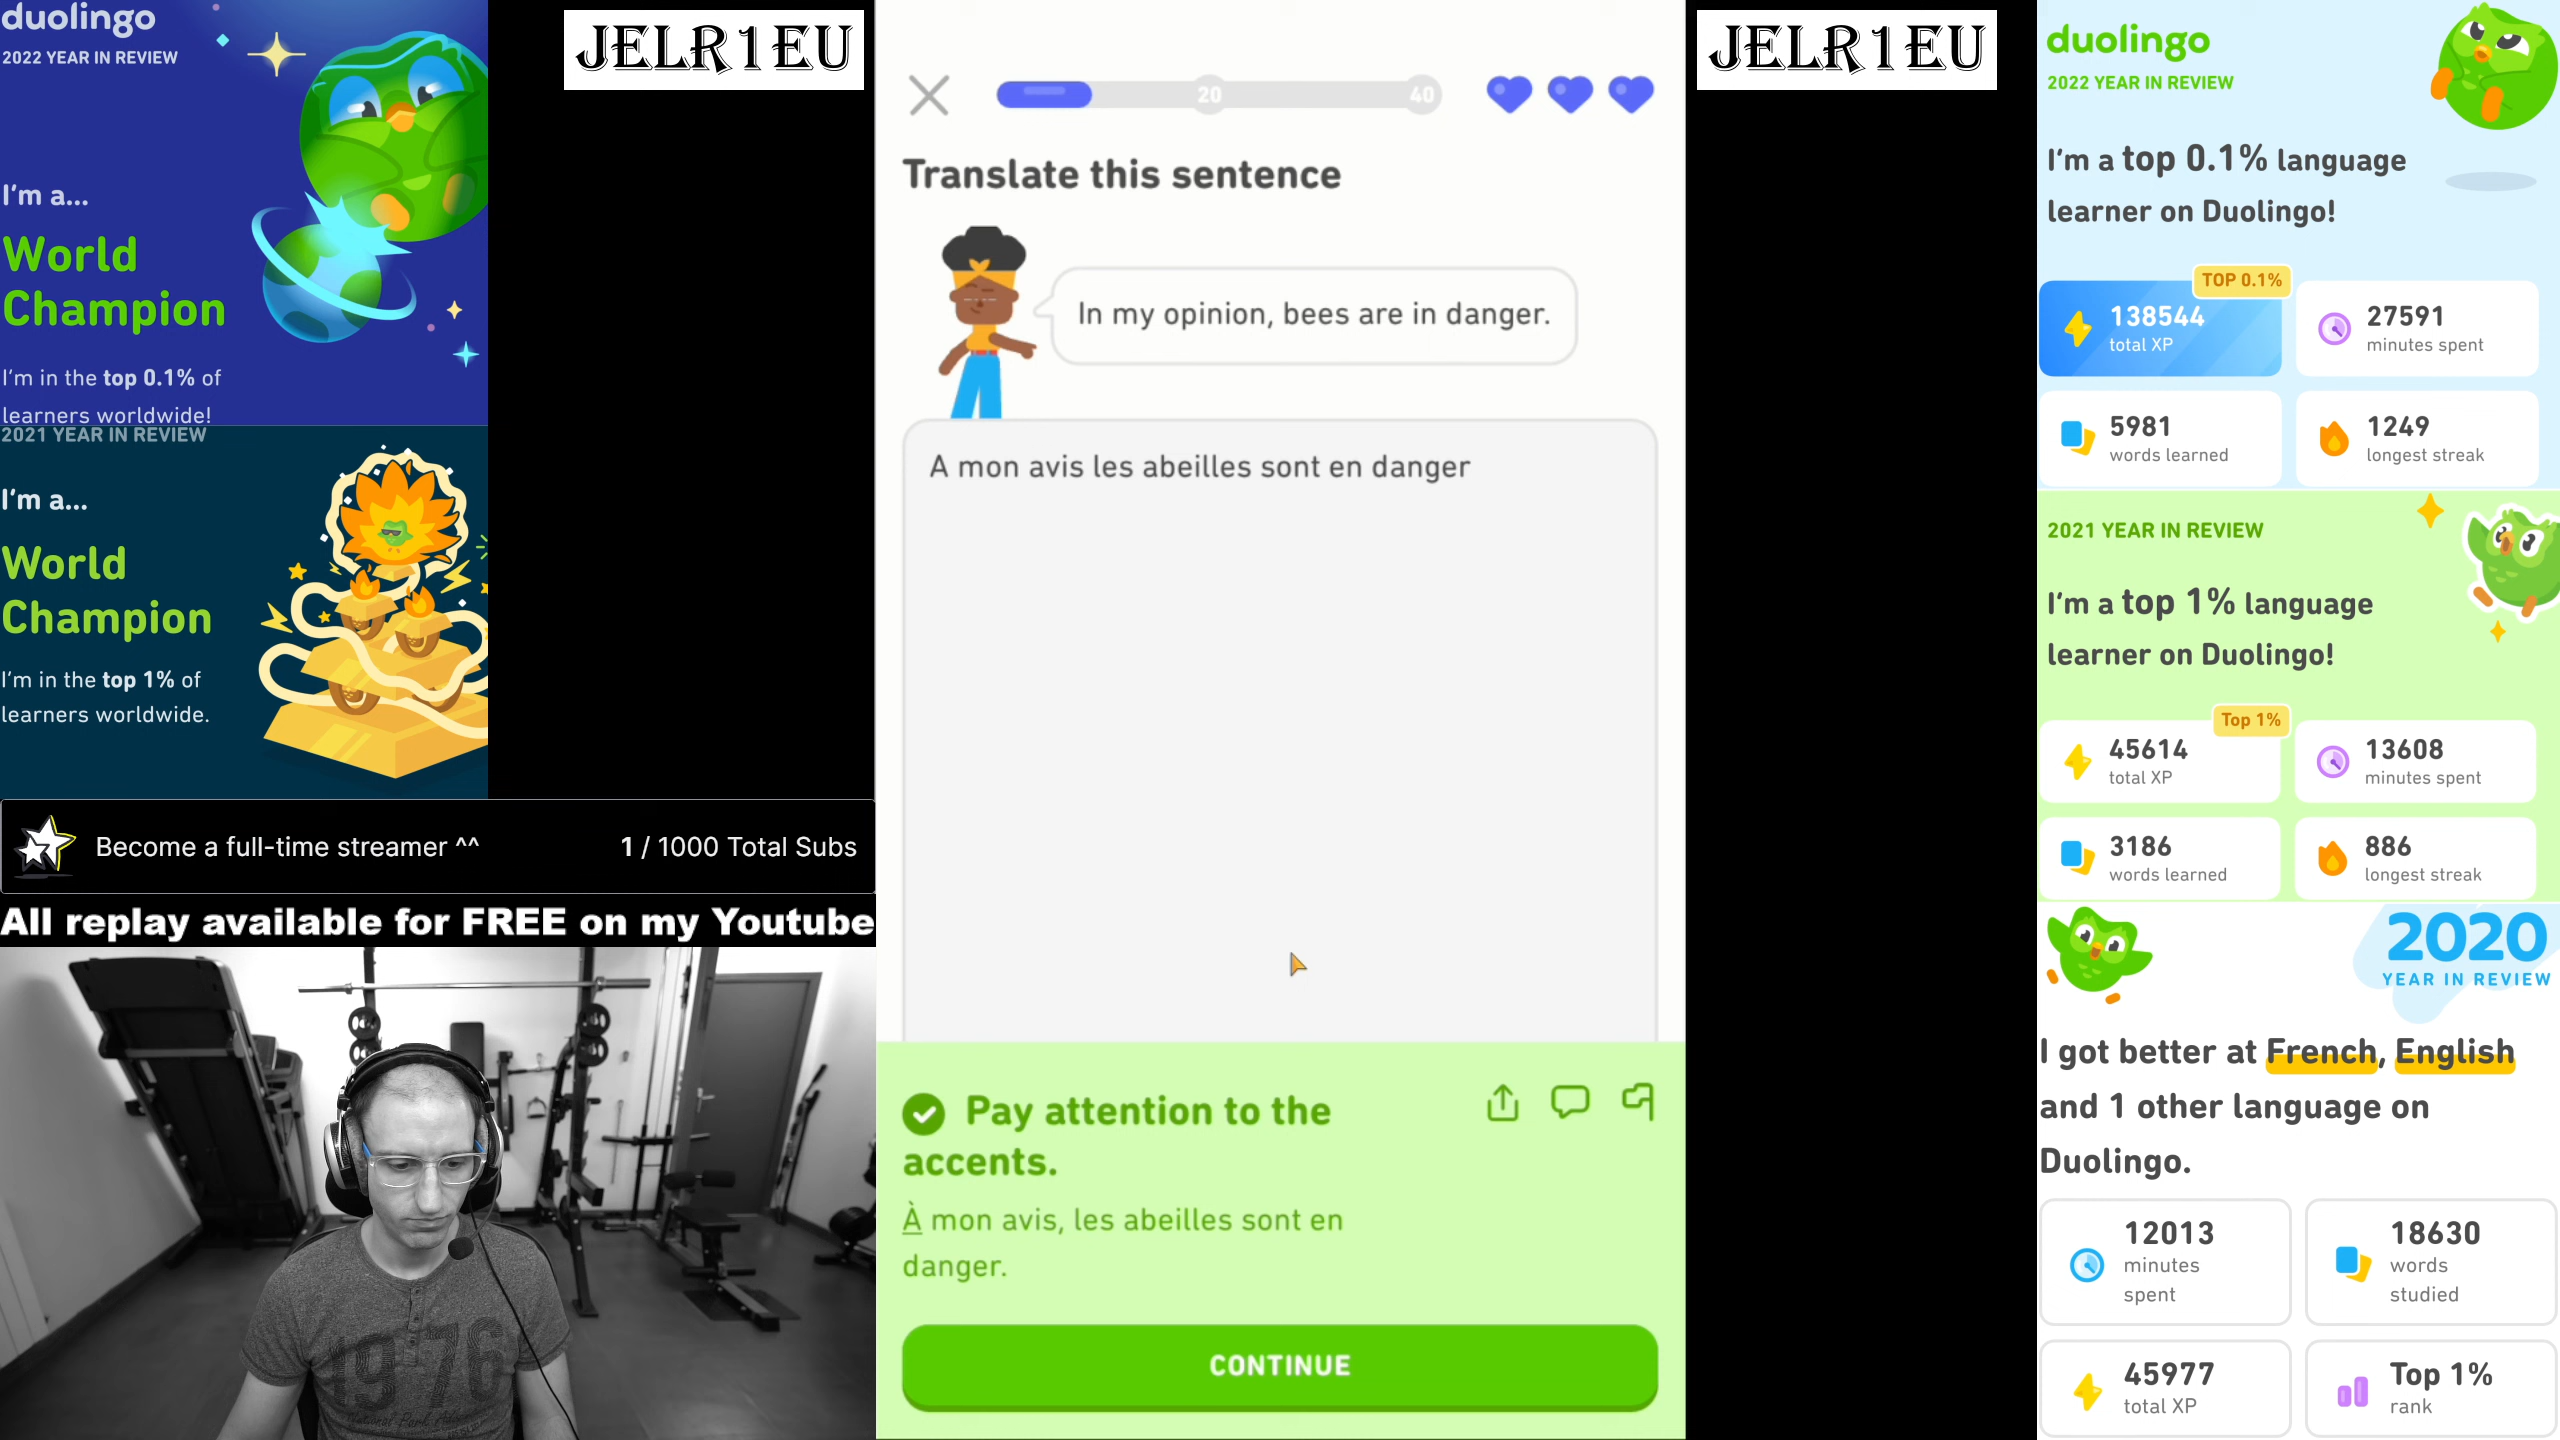 duolingo
2022 YEAR IN REVIEW
I'm a...
World
Champion
I'm in the top 0.1% of
learners worldwide!
2021 YEAR IN REVIEW
I'm a...
World
Champion
I'm in the top 1% of
learners worldwide.
Become a full-time streamer ^^
1 / 1000 Total Subs
All replay available for FREE on my Youtube
1976
JELR1EU
20
40
Translate this sentence
In my opinion, bees are in danger.
A mon avis les abeilles sont en danger
Pay attention to the
accents.
À mon avis, les abeilles sont en
danger.
CONTINUE
JELR1EU
duolingo
2022 YEAR IN REVIEW
I'm a top 0.1% language
learner on Duolingo!
TOP 0.1%
138544
total XP
27591
minutes spent
5981
words learned
1249
longest streak
2021 YEAR IN REVIEW
I'm a top 1% language
learner on Duolingo!
Top 1%
45614
total XP
13608
minutes spent
3186
words learned
886
longest streak
2020
YEAR IN REVIEW
I got better at French, English
and 1 other language on
Duolingo.
12013
minutes
spent
18630
words
studied
45977
total XP
Top 1%
rank